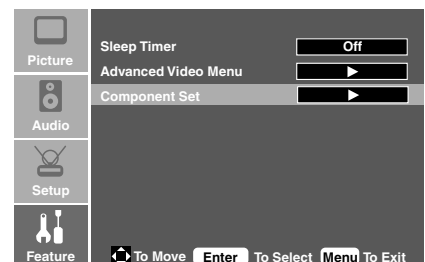 Picture
Audio
Setup
Feature
Sleep Timer Off
Advanced Video Menu
Component Set
To Move Enter To Select Menu To Exit